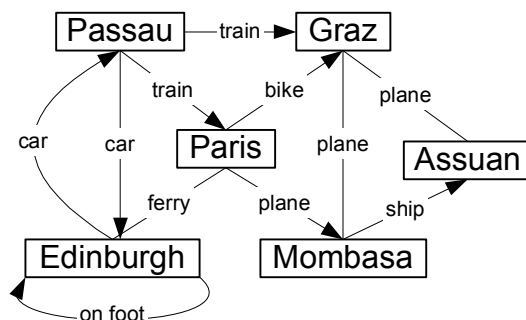 Passau
train
Graz
train
bike
plane
car
car
Paris
plane
Assuan
ferry
plane
ship
Edinburgh
Mombasa
on foot